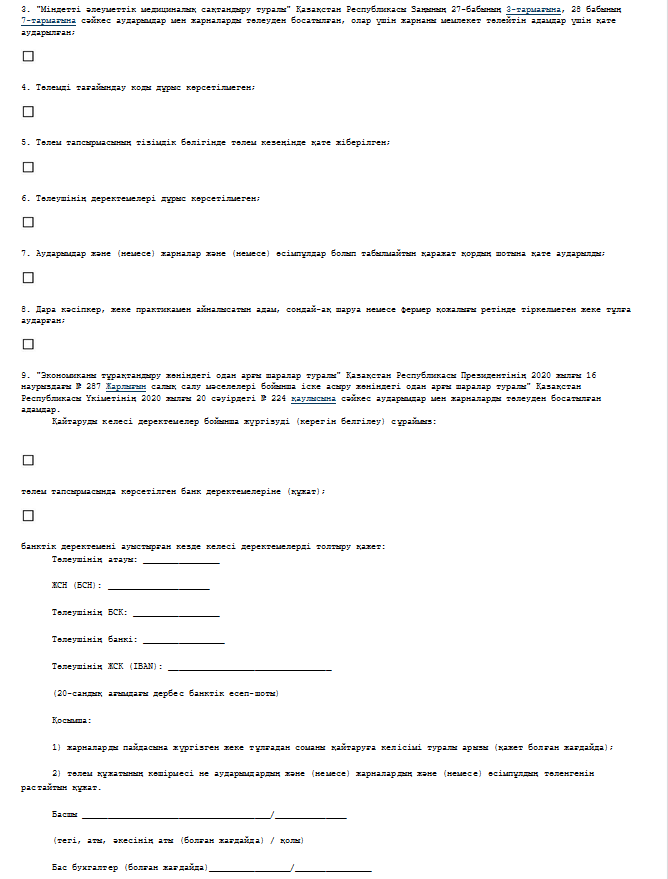 3. "Міндетті әлеуметтік медициналық сақтандыру туралы" Қазақстан Республикасы Заңының 27-бабының 3-тармағына, 28 бабының
7-тармағына сәйкес аударымдар мен жарналарды төлеуден босатылған, олар үшін жарнаны мемлекет төлейтін адамдар үшін қате
аударылған;
4. Төлемді тағайындау коды дұрыс көрсетілмеген;
5. Төлем тапсырмасының тізімдік бөлігінде төлем кезеңінде қате жіберілген;
6. Төлеушінің деректемелері дұрыс көрсетілмеген;
7. Аударымдар және (немесе) жарналар және (немесе) өсімпұлдар болып табылмайтын қаражат қордың шотына қате аударылды;
8. Дара кәсіпкер, жеке практикамен айналысатын адам, сондай-ақ шаруа немесе фермер қожалығы ретінде тіркелмеген жеке тұлға
аударған;
9. "Экономиканы тұрақтандыру жөніндегі одан арғы шаралар туралы" Қазақстан Республикасы Президентінің 2020 жылғы 16
наурыздағы № 287 Жарлығын салық салу мәселелері бойынша іске асыру жөніндегі одан арғы шаралар туралы" Қазақстан
Республикасы Үкіметінің 2020 жылғы 20 сәуірдегі № 224 қаулысына сәйкес аударымдар мен жарналарды төлеуден босатылған
адамдар.
Қайтаруды келесі деректемелер бойынша жүргізуді (керегін белгілеу) сұраймыз:
төлем тапсырмасында көрсетілген банк деректемелеріне (құжат);
банктік деректемені ауыстырған кезде келесі деректемелерді толтыру қажет:
Төлеушінің атауы: _______________
ЖСН (БСН): ____________________
Төлеушінің БСК: _________________
Төлеушінің банкі: ________________
Төлеушінің ЖСК (IBAN): ________________________________
(20-сандық ағымдағы дербес банктік есеп-шоты)
Қосымша:
1) жарналарды пайдасына жүргізген жеке тұлғадан соманы қайтаруға келісімі туралы арызы (қажет болған жағдайда);
2) төлем құжатының көшірмесі не аударымдардың және (немесе) жарналардың және (немесе) өсімпұлдың төленгенін
растайтын құжат.
Басшы _____________________________________/______________
(тегі, аты, әкесінің аты (болған жағдайда) / қолы)
Бас бухгалтер (болған жағдайда)________________/_______________